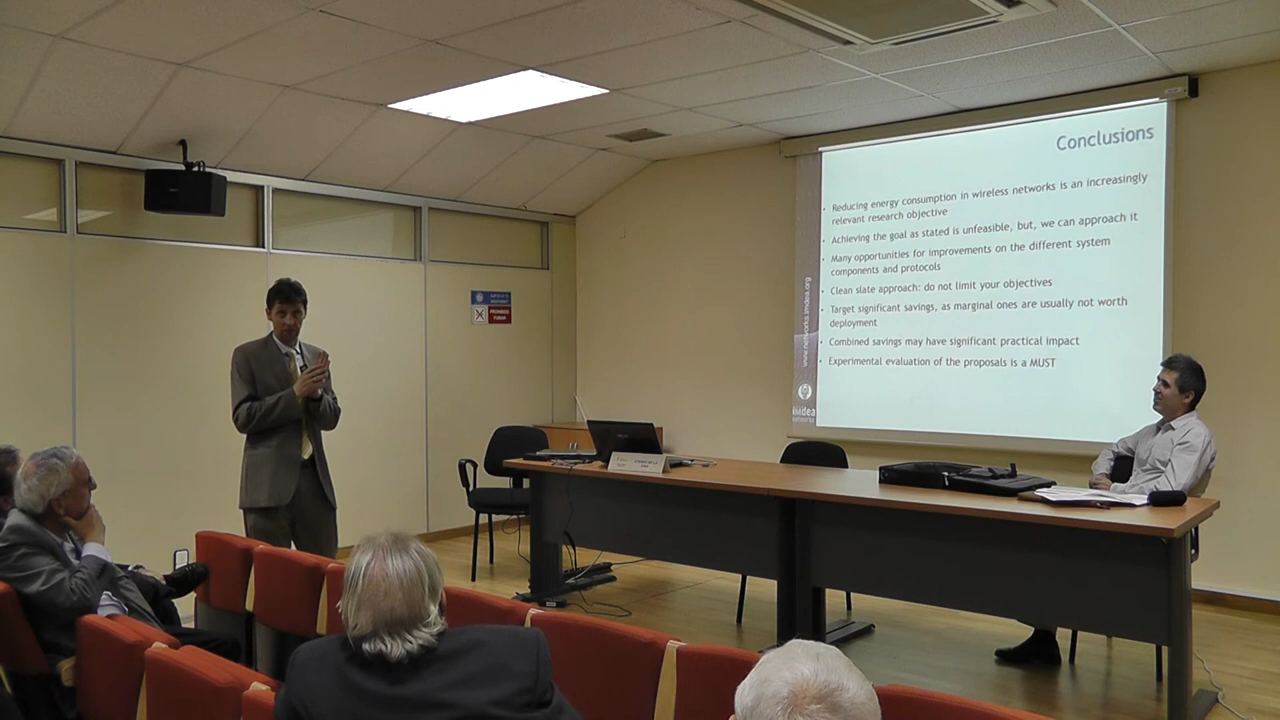 Conclusions
• Reducing energy consumption in wireless networks is an increasingly
relevant research objective
• Achieving the goal as stated is unfeasible, but, we can approach it
• Many opportunities for improvements on the different system
components and protocols
• Clean slate approach: do not limit your objectives
• Target significant savings, as marginal ones are usually not worth
deployment
• Combined savings may have significant practical impact
• Experimental evaluation of the proposals is a MUST
www.networks.imdea.org
imdea
networks
PROHIBIDO
FUMAR